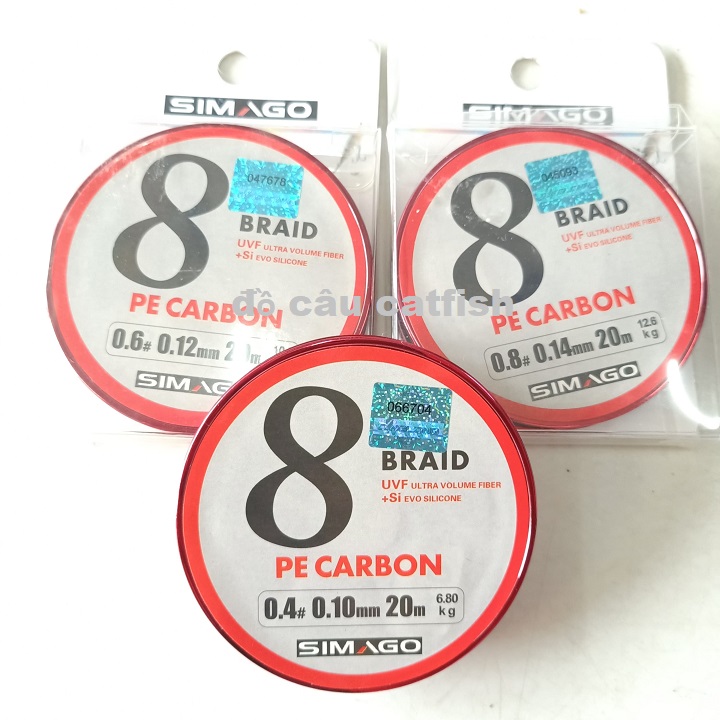 SIMAGO
8
047678
BRAID
UVF ULTRA VOLUME FIBER
+Si EVO SILICONE
PE CARBON
0.6# 0.12mm 20m
SIMAGO
SIMAGO
8
BRAID
UVF ULTRA VOLUME FIBER
+Si EVO SILICONE
PE CARBON
0.8# 0.14mm 20m 12.6 kg
SIMAGO
đồ câu catfish
8
066704
BRAID
UVF ULTRA VOLUME FIBER
+Si EVO SILICONE
PE CARBON
0.4# 0.10mm 20m 6.80 kg
SIMAGO